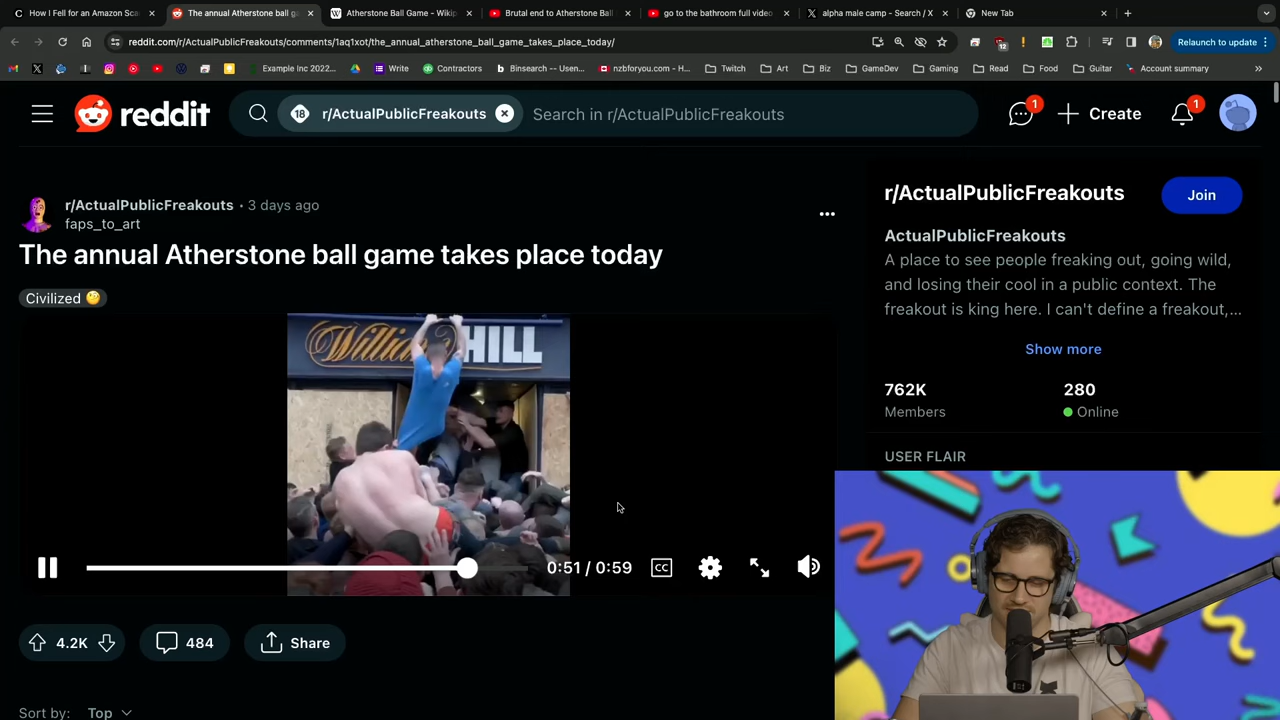 How I Fell for an Amazon Sca
The annual Atherstone ball g
Atherstone Ball Game - Wikip
Brutal end to Atherstone Ball
go to the bathroom full video
alpha male camp - Search / X
New Tab
reddit.com/r/ActualPublicFreakouts/comments/1aq1xot/the_annual_atherstone_ball_game_takes_place_today/
12
Relaunch to update
Example Inc 2022...
Write
Contractors
Binsearch -- Usen...
nzbforyou.com - H...
Twitch
Art
Biz
GameDev
Gaming
Read
Food
Guitar
Account summary
reddit
18
r/ActualPublicFreakouts
Search in r/ActualPublicFreakouts
1
Create
1
r/ActualPublicFreakouts • 3 days ago
faps_to_art
The annual Atherstone ball game takes place today
Civilized
William HILL
0:51 / 0:59
CC
4.2K
484
Share
Sort by: Top
r/ActualPublicFreakouts
Join
ActualPublicFreakouts
A place to see people freaking out, going wild,
and losing their cool in a public context. The
freakout is king here. I can't define a freakout,...
Show more
762K
280
Members
Online
USER FLAIR